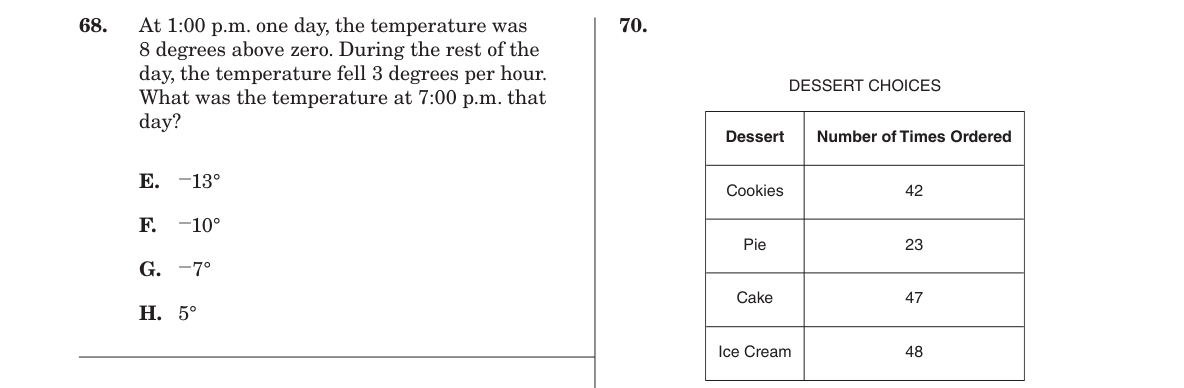 68. At 1:00 p.m. one day, the temperature was
8 degrees above zero. During the rest of the
day, the temperature fell 3 degrees per hour.
What was the temperature at 7:00 p.m. that
day?
E. −13°
F. −10°
G. −7°
H. 5°
70.
DESSERT CHOICES
Dessert Number of Times Ordered
Cookies 42
Pie 23
Cake 47
Ice Cream 48